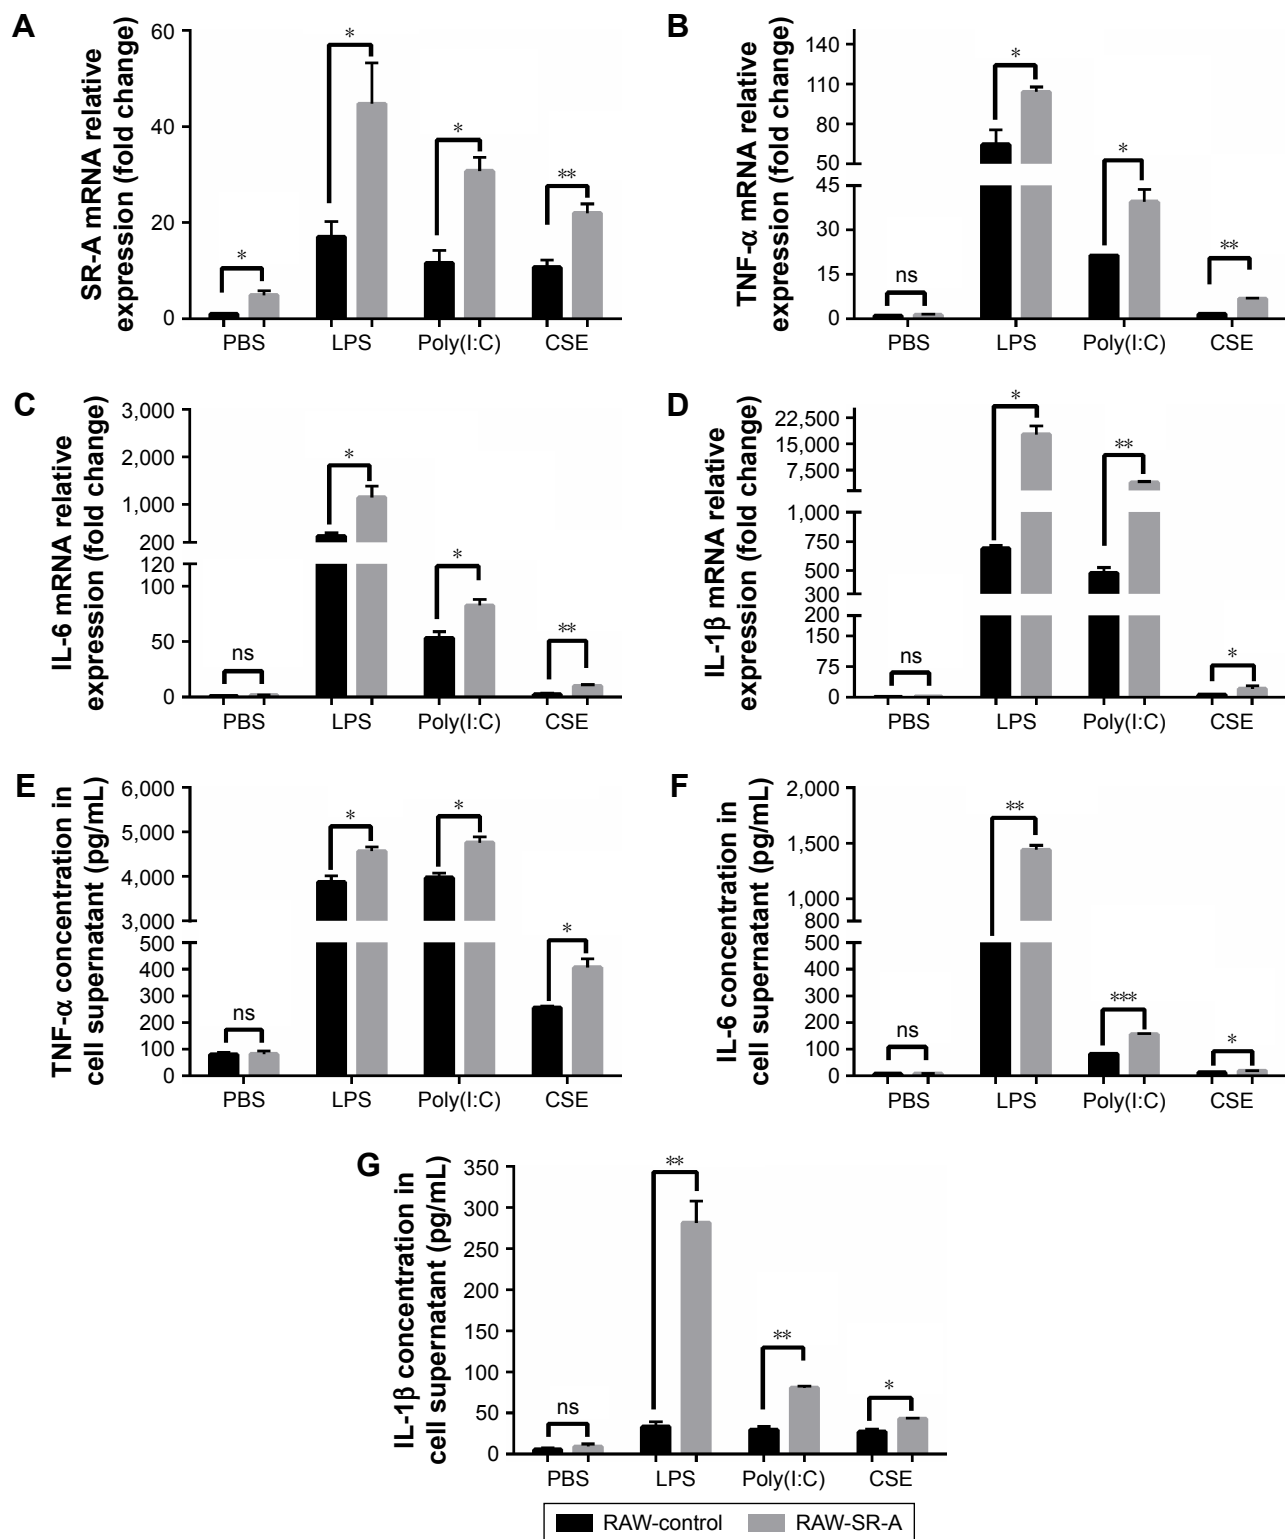 A
SR-A mRNA relative
expression (fold change)
60
40
20
0
*
*
*
**
PBS
LPS
Poly(I:C)
CSE
B
TNF-α mRNA relative
expression (fold change)
140
110
80
50
45
30
15
0
ns
*
*
**
PBS
LPS
Poly(I:C)
CSE
C
IL-6 mRNA relative
expression (fold change)
3,000
2,000
1,000
200
120
100
50
0
ns
*
*
**
PBS
LPS
Poly(I:C)
CSE
D
IL-1β mRNA relative
expression (fold change)
22,500
15,000
7,500
1,000
750
500
300
200
150
75
0
ns
*
**
*
PBS
LPS
Poly(I:C)
CSE
E
TNF-α concentration in
cell supernatant (pg/mL)
6,000
5,000
4,000
3,000
500
400
300
200
100
0
ns
*
*
*
PBS
LPS
Poly(I:C)
CSE
F
IL-6 concentration in
cell supernatant (pg/mL)
2,000
1,500
1,000
800
500
400
300
200
100
0
ns
**
***
*
PBS
LPS
Poly(I:C)
CSE
G
IL-1β concentration in
cell supernatant (pg/mL)
350
300
250
200
150
100
50
0
ns
**
**
*
PBS
LPS
Poly(I:C)
CSE
RAW-control
RAW-SR-A